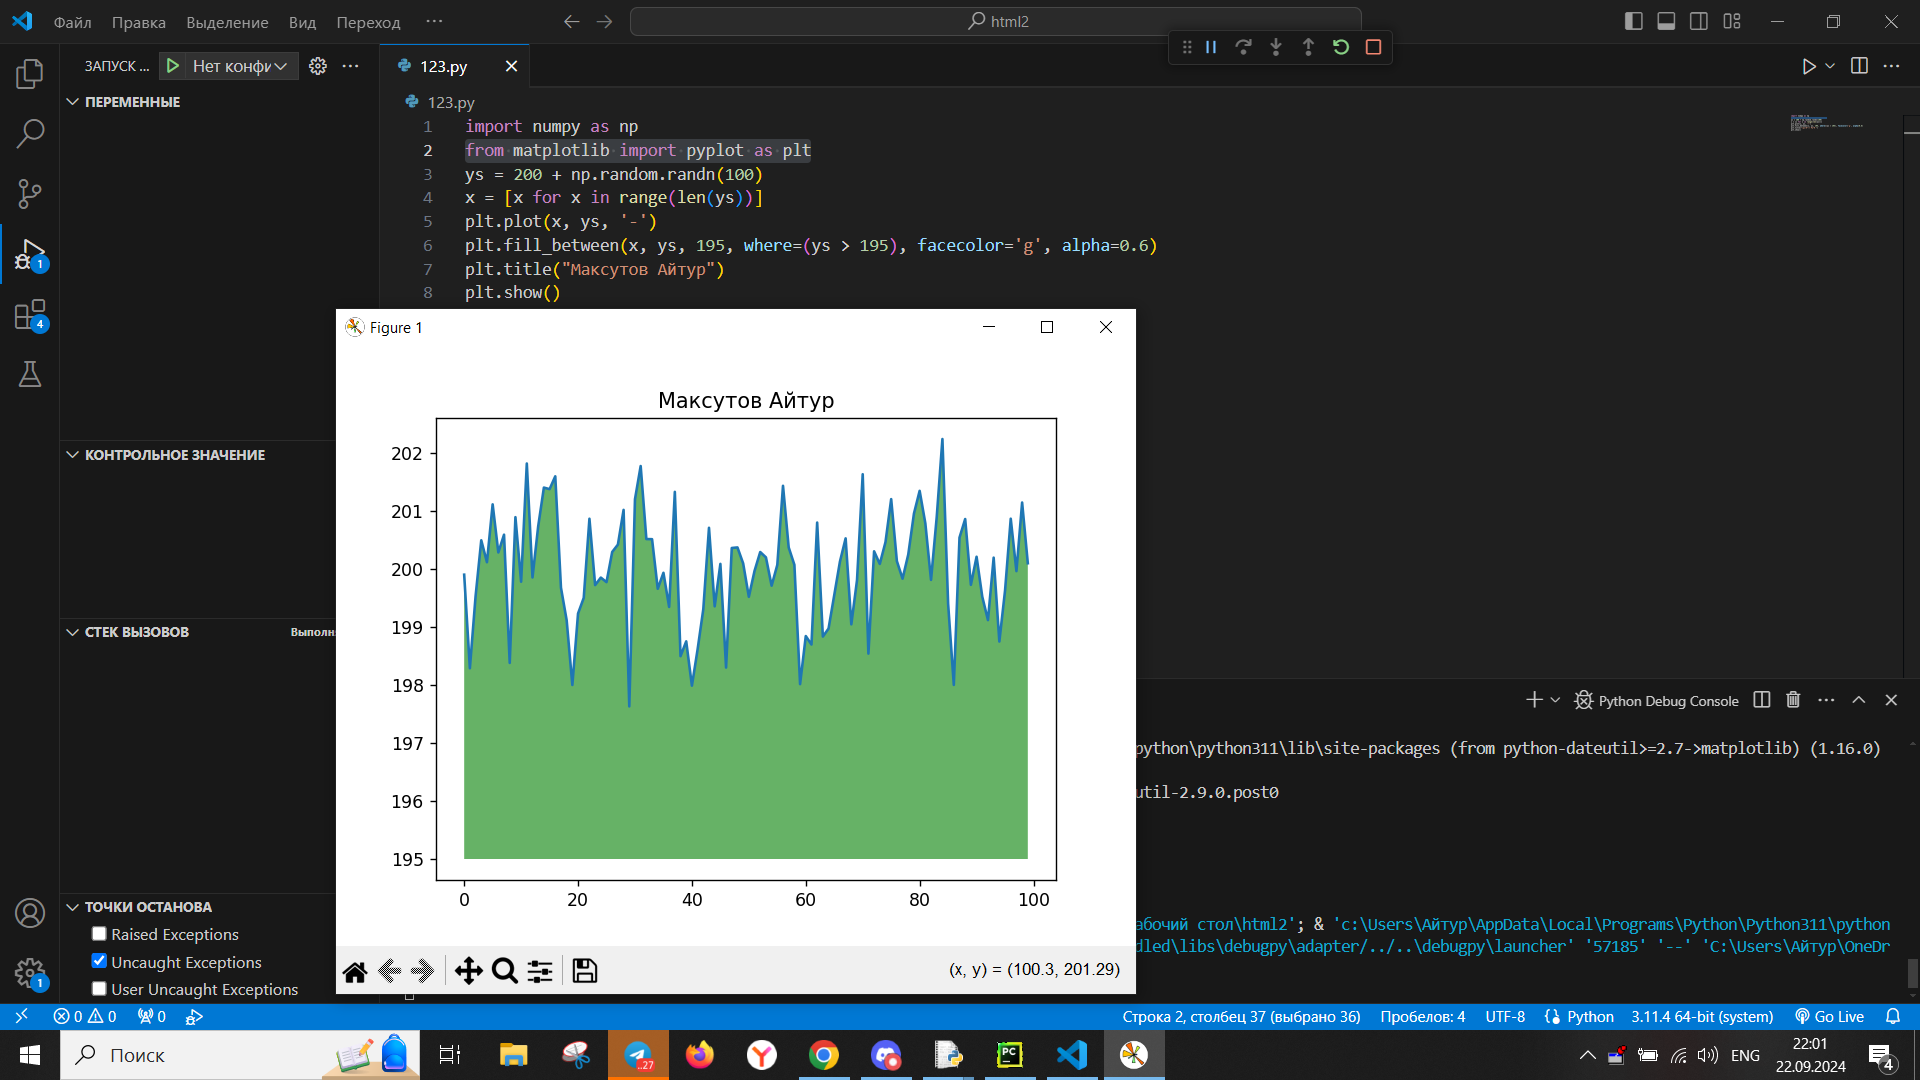 Файл Правка Выделение Вид Переход ··· html2
ЗАПУСК ... Нет конфи
ПЕРЕМЕННЫЕ
КОНТРОЛЬНОЕ ЗНАЧЕНИЕ
СТЕК ВЫЗОВОВ
ТОЧКИ ОСТАНОВА
Raised Exceptions
Uncaught Exceptions
User Uncaught Exceptions
1
4
1
123.py
123.py
1 import numpy as np
2 from matplotlib import pyplot as plt
3 ys = 200 + np.random.randn(100)
4 x = [x for x in range(len(ys))]
5 plt.plot(x, ys, '-')
6 plt.fill_between(x, ys, 195, where=(ys > 195), facecolor='g', alpha=0.6)
7 plt.title("Максутов Айтур")
8 plt.show()
Figure 1
Максутов Айтур
202
201
200
199
198
197
196
195
0 20 40 60 80 100
(x, y) = (100.3, 201.29)
Python Debug Console
python\python311\lib\site-packages (from python-dateutil>=2.7->matplotlib) (1.16.0)
util-2.9.0.post0
абочий стол\html2'; & 'c:\Users\Айтур\AppData\Local\Programs\Python\Python311\python
dled\libs\debugpy\adapter/../..\debugpy\launcher' '57185' '--' 'C:\Users\Айтур\OneDr
0 0 0 Строка 2, столбец 37 (выбрано 36) Пробелов: 4 UTF-8 Python 3.11.4 64-bit (system) Go Live
Поиск
..27
PC
ENG
22:01
22.09.2024
4